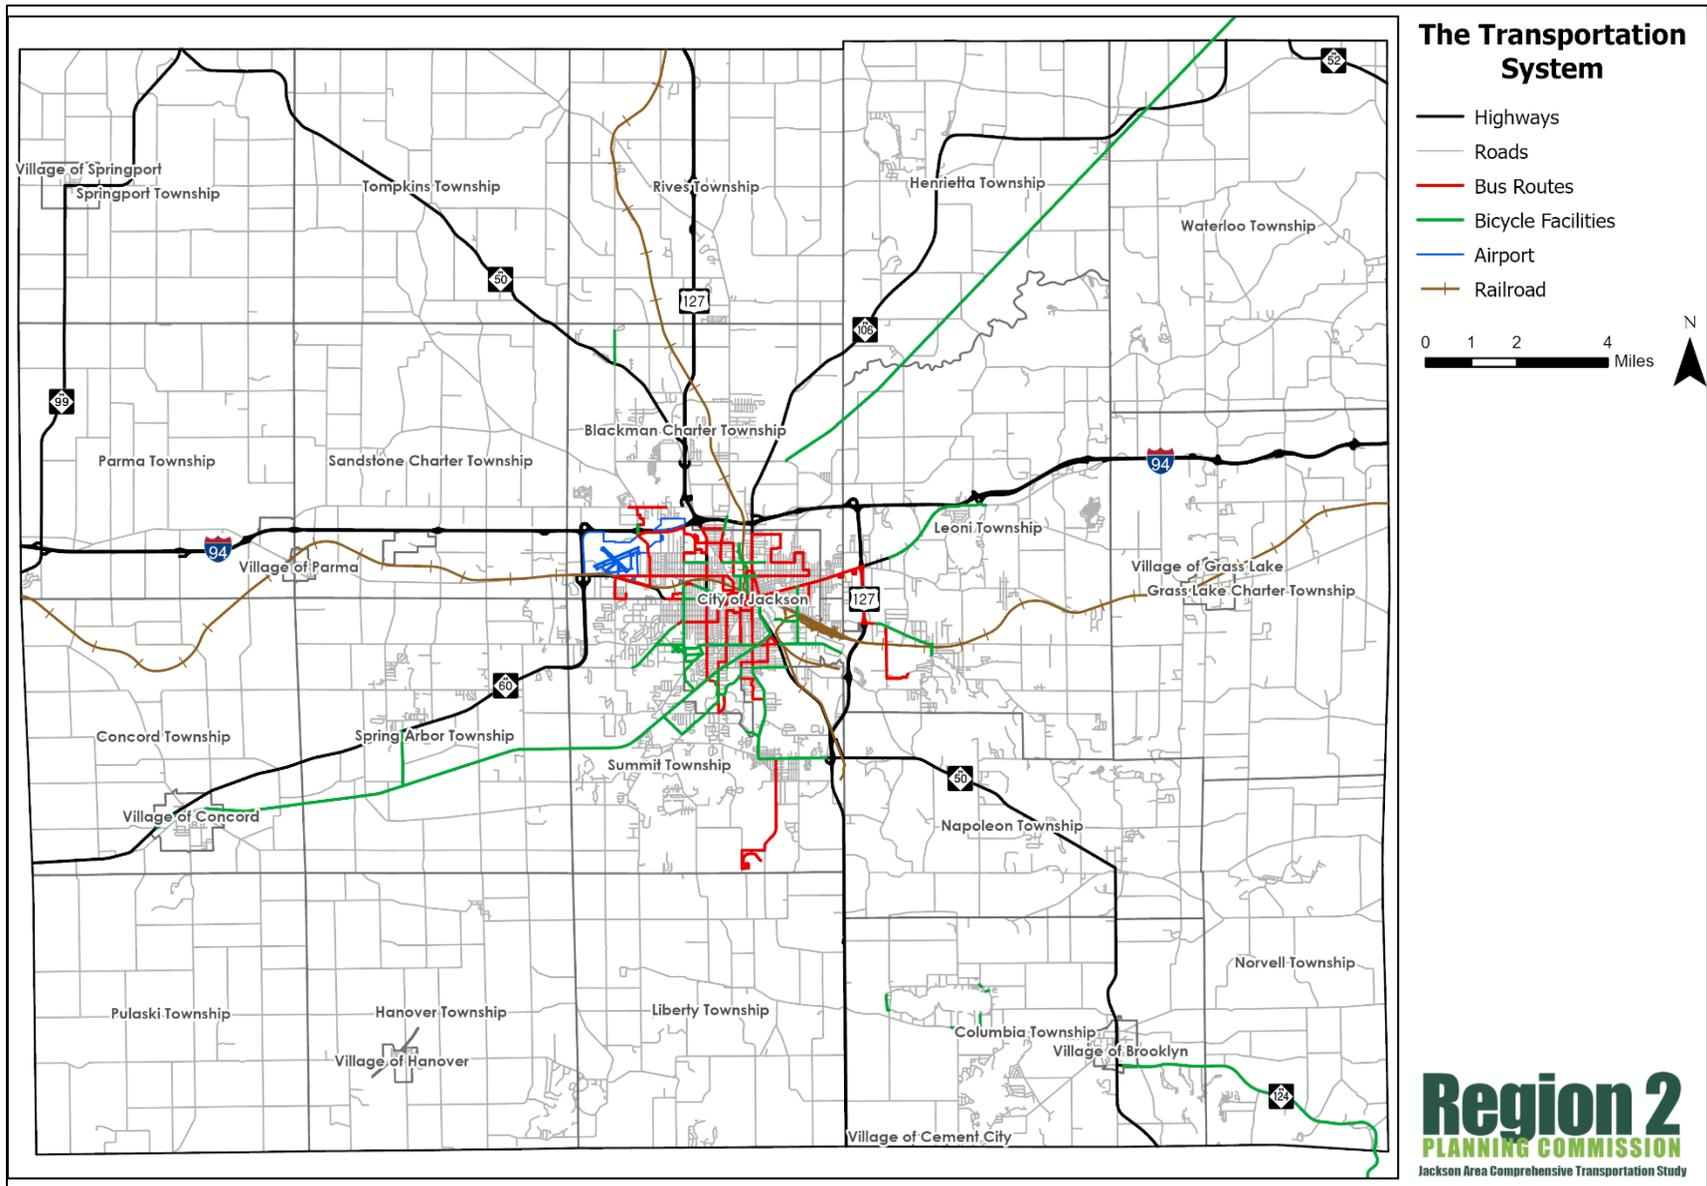 The Transportation
System
Highways
Roads
Bus Routes
Bicycle Facilities
Airport
Railroad
0 1 2 4
Miles
N
M
52
Village of Springport
Springport Township
Tompkins Township
Rives Township
Henrietta Township
Waterloo Township
M
50
127
M
106
M
99
Blackman Charter Township
Parma Township
Sandstone Charter Township
94
Leoni Township
94
Village of Parma
Village of Grass Lake
Grass Lake Charter Township
City of Jackson
127
M
60
Concord Township
Spring Arbor Township
Summit Township
M
50
Village of Concord
Napoleon Township
Norvell Township
Pulaski Township
Hanover Township
Liberty Township
Columbia Township
Village of Brooklyn
Village of Hanover
M
124
Village of Cement City
Region 2
PLANNING COMMISSION
Jackson Area Comprehensive Transportation Study